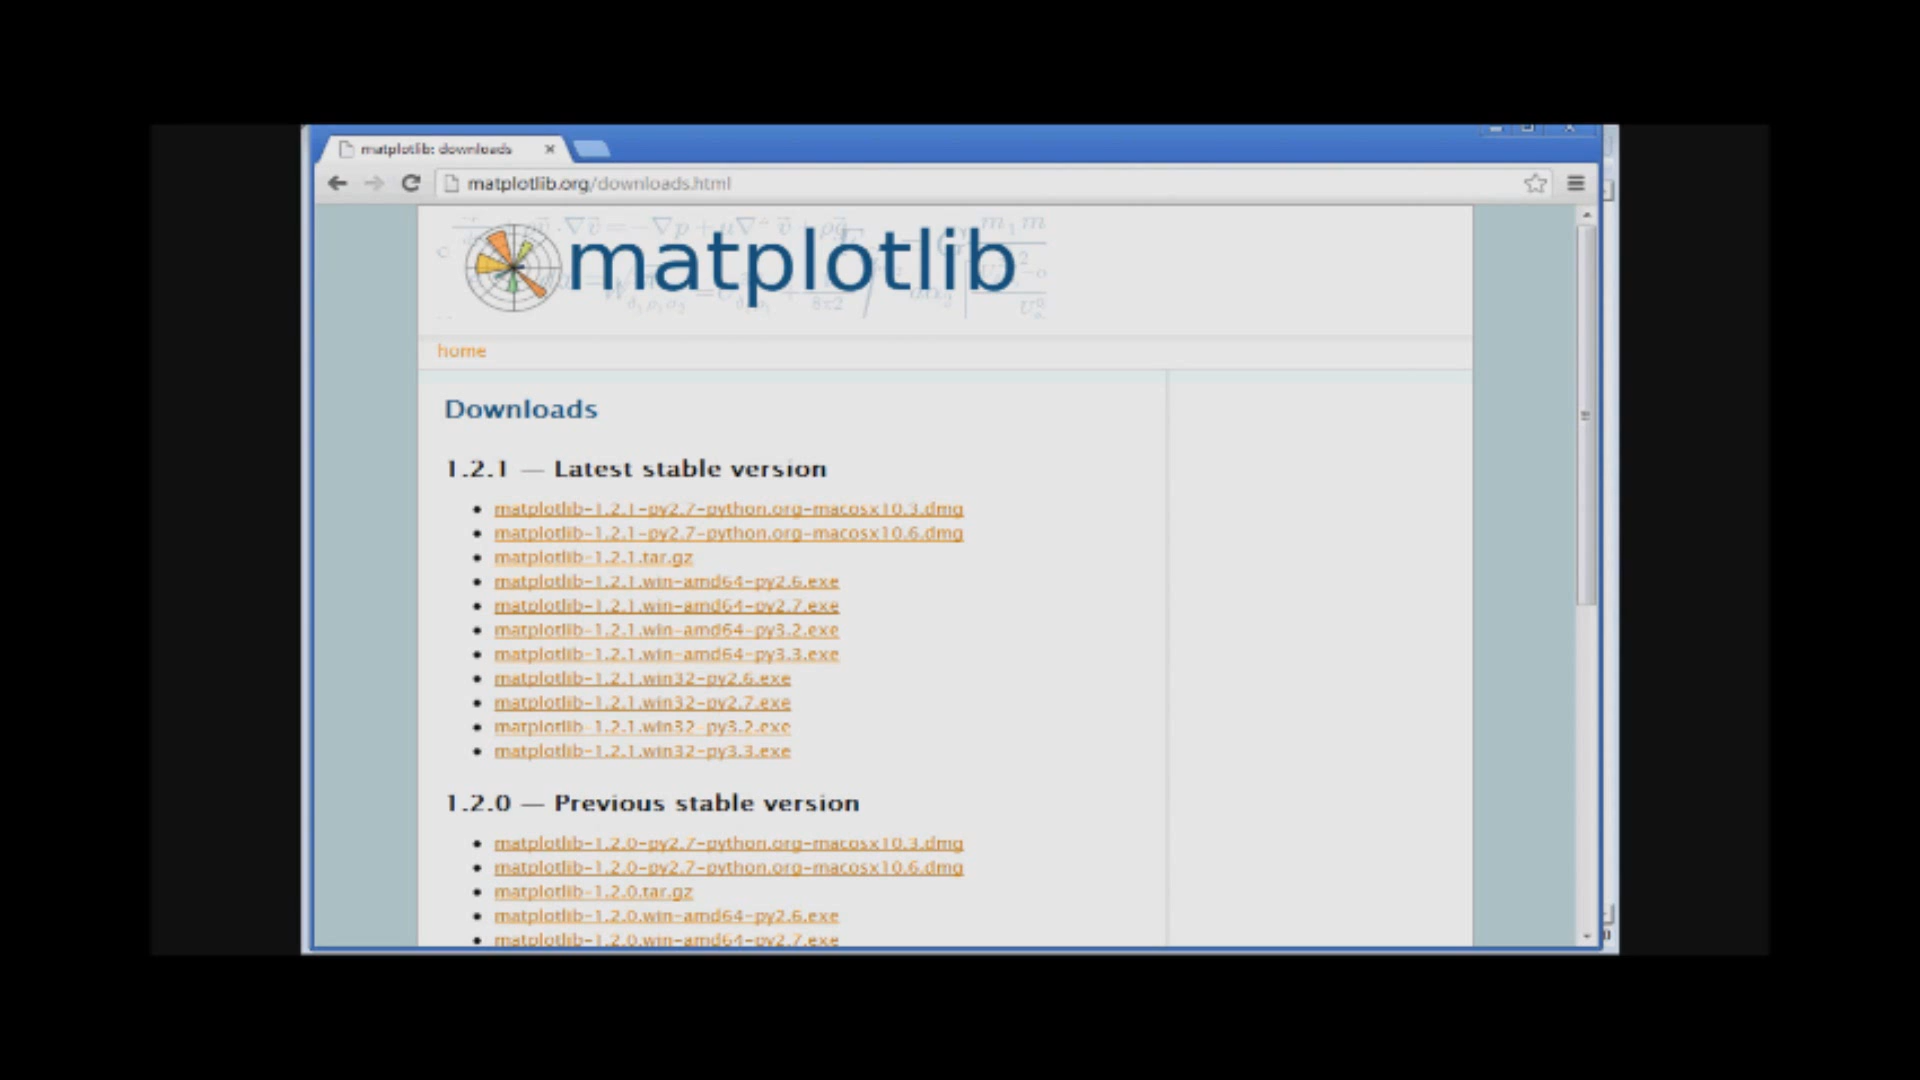 matplotlib: downloads
matplotlib.org/downloads.html
matplotlib
home
Downloads
1.2.1 — Latest stable version
matplotlib-1.2.1-py2.7-python.org-macosx10.3.dmg
matplotlib-1.2.1-py2.7-python.org-macosx10.6.dmg
matplotlib-1.2.1.tar.gz
matplotlib-1.2.1.win-amd64-py2.6.exe
matplotlib-1.2.1.win-amd64-py2.7.exe
matplotlib-1.2.1.win-amd64-py3.2.exe
matplotlib-1.2.1.win-amd64-py3.3.exe
matplotlib-1.2.1.win32-py2.6.exe
matplotlib-1.2.1.win32-py2.7.exe
matplotlib-1.2.1.win32-py3.2.exe
matplotlib-1.2.1.win32-py3.3.exe
1.2.0 — Previous stable version
matplotlib-1.2.0-py2.7-python.org-macosx10.3.dmg
matplotlib-1.2.0-py2.7-python.org-macosx10.6.dmg
matplotlib-1.2.0.tar.gz
matplotlib-1.2.0.win-amd64-py2.6.exe
matplotlib-1.2.0.win-amd64-py2.7.exe